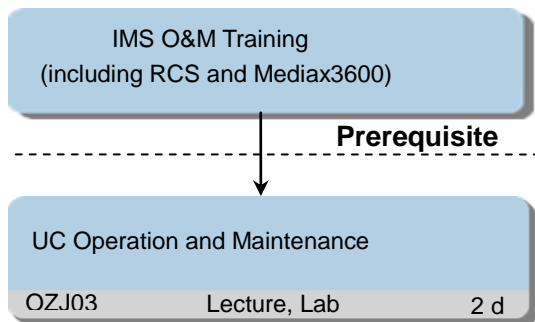 IMS O&M Training
(including RCS and Mediax3600)
Prerequisite
UC Operation and Maintenance
OZJ03 Lecture, Lab 2 d